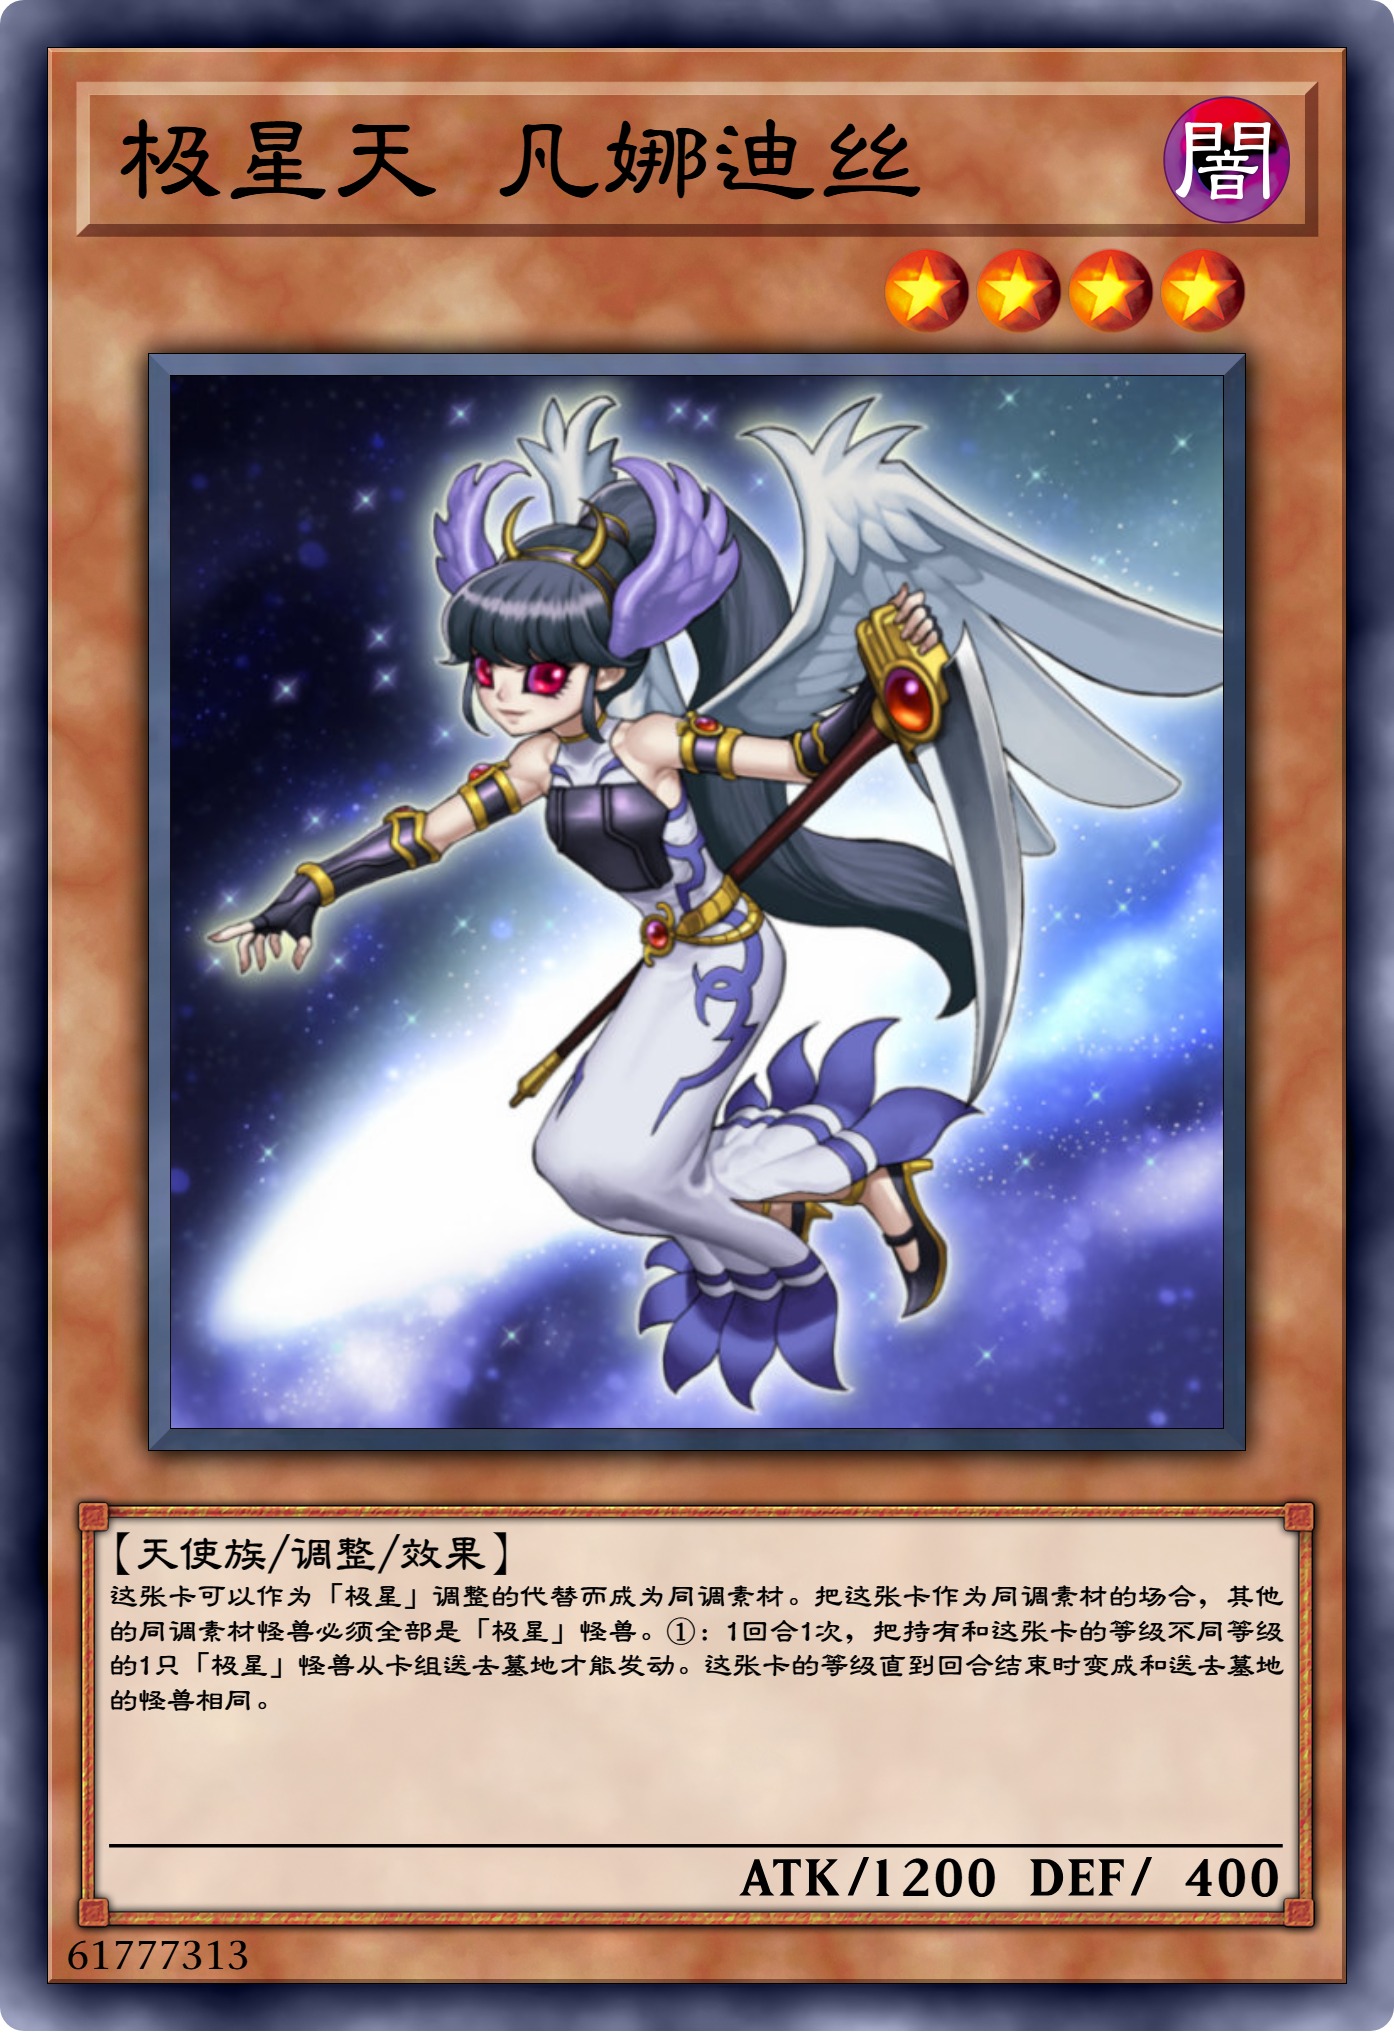 极星天 凡娜迪丝
闇
【天使族/调整/效果】
这张卡可以作为「极星」调整的代替而成为同调素材。把这张卡作为同调素材的场合，其他
的同调素材怪兽必须全部是「极星」怪兽。①：1回合1次，把持有和这张卡的等级不同等级
的1只「极星」怪兽从卡组送去墓地才能发动。这张卡的等级直到回合结束时变成和送去墓地
的怪兽相同。
ATK/1200 DEF/ 400
61777313